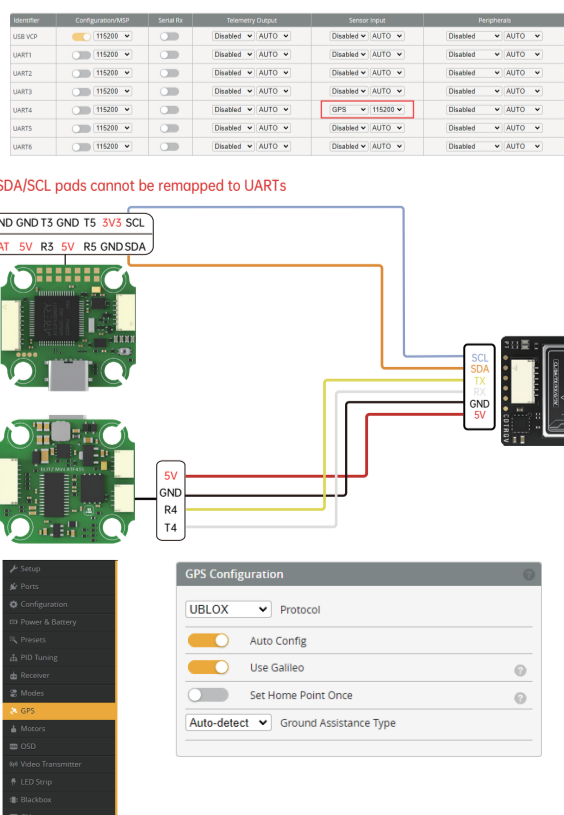 Identifier Configuration/MSP Serial Rx Telemetry Output Sensor Input Peripherals
USB VCP 115200 Disabled AUTO Disabled AUTO Disabled AUTO
UART1 115200 Disabled AUTO Disabled AUTO Disabled AUTO
UART2 115200 Disabled AUTO Disabled AUTO Disabled AUTO
UART3 115200 Disabled AUTO Disabled AUTO Disabled AUTO
UART4 115200 Disabled AUTO GPS 115200 Disabled AUTO
UART5 115200 Disabled AUTO Disabled AUTO Disabled AUTO
UART6 115200 Disabled AUTO Disabled AUTO Disabled AUTO
SDA/SCL pads cannot be remapped to UARTs
ND GND T3 GND T5 3V3 SCL
AT 5V R3 5V R5 GND SDA
SCL
SDA
TX
RX
GND
5V
BLITZ Mini
5V
GND
R4
T4
Setup
Ports
Configuration
Power & Battery
Presets
PID Tuning
Receiver
Modes
GPS
Motors
OSD
Video Transmitter
LED Strip
Blackbox
GPS Configuration
UBLOX Protocol
Auto Config
Use Galileo
Set Home Point Once
Auto-detect Ground Assistance Type